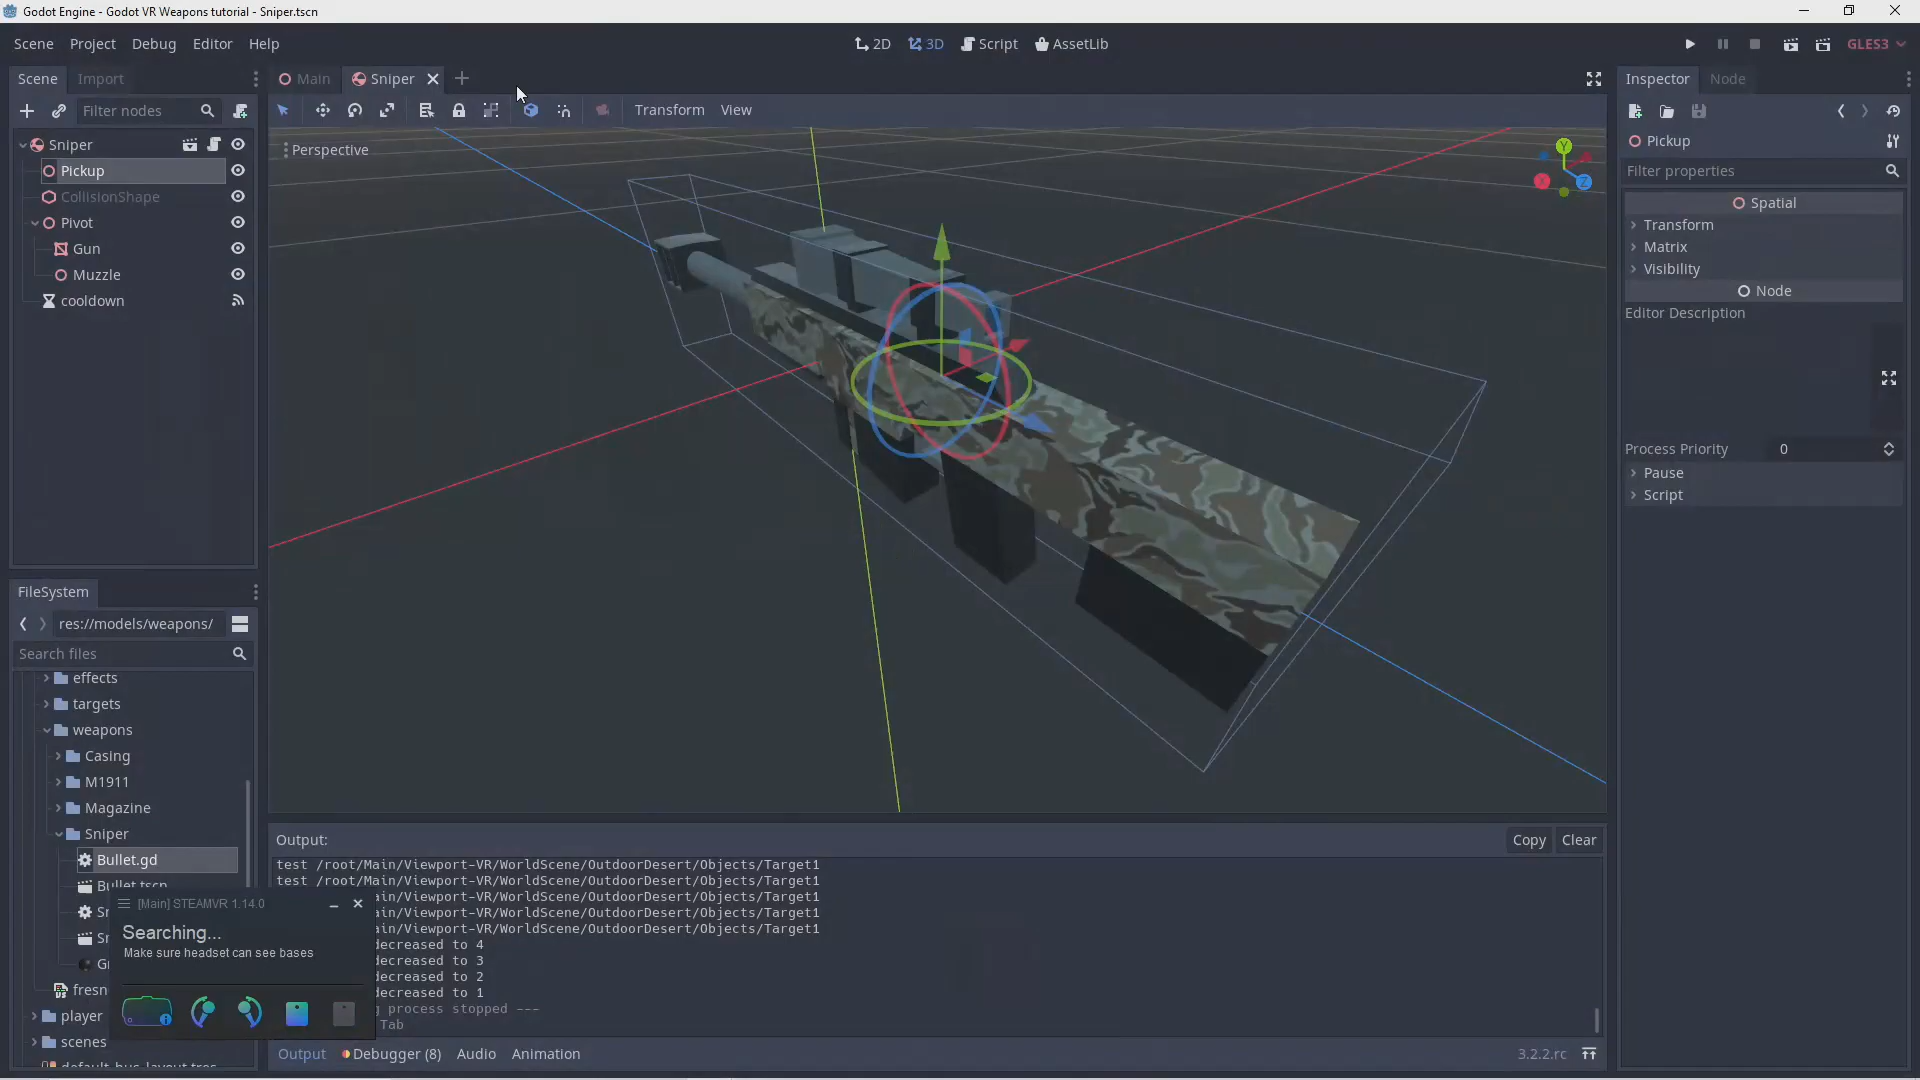 Godot Engine - Godot VR Weapons tutorial - Sniper.tscn
Scene Project Debug Editor Help
2D 3D Script AssetLib
GLES3
Scene Import
Main Sniper
Inspector Node
Filter nodes
Transform View
Sniper
Pickup
CollisionShape
Pivot
Gun
Muzzle
cooldown
Perspective
Y
X
Z
Pickup
Filter properties
Spatial
Transform
Matrix
Visibility
Node
Editor Description
Process Priority 0
Pause
Script
FileSystem
res://models/weapons/
Search files
effects
targets
weapons
Casing
M1911
Magazine
Sniper
Bullet.gd
Bullet.tscn
fresn
player
scenes
default_bus_layout.tres
[Main] STEAMVR 1.14.0
Searching...
Make sure headset can see bases
Output:
Copy Clear
test /root/Main/Viewport-VR/WorldScene/OutdoorDesert/Objects/Target1
test /root/Main/Viewport-VR/WorldScene/OutdoorDesert/Objects/Target1
ain/Viewport-VR/WorldScene/OutdoorDesert/Objects/Target1
ain/Viewport-VR/WorldScene/OutdoorDesert/Objects/Target1
ain/Viewport-VR/WorldScene/OutdoorDesert/Objects/Target1
decreased to 4
decreased to 3
decreased to 2
decreased to 1
g process stopped ---
Tab
Output Debugger (8) Audio Animation
3.2.2.rc